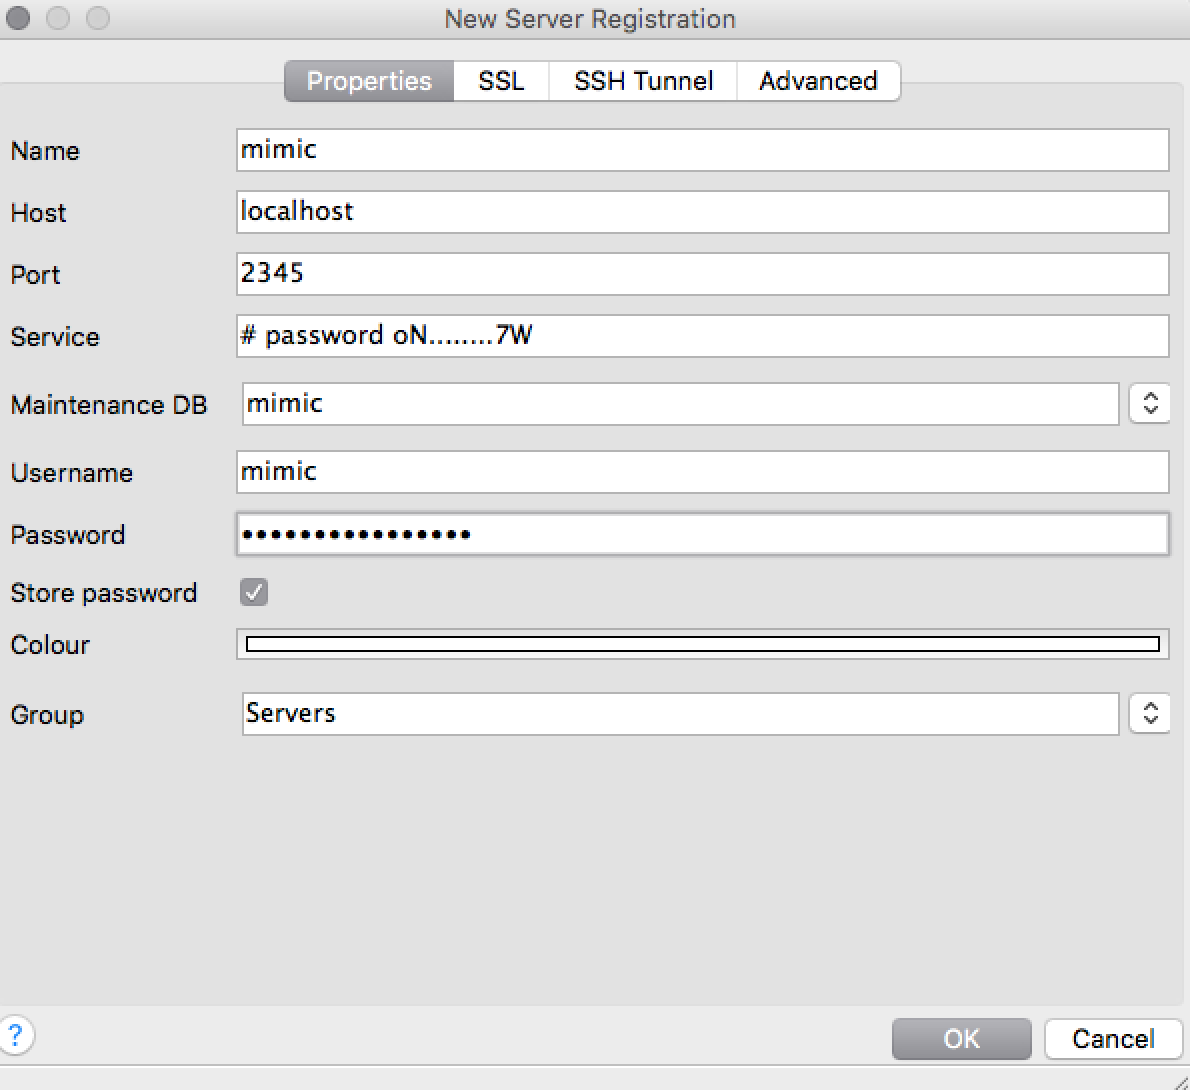 New Server Registration
Properties SSL SSH Tunnel Advanced
Name mimic
Host localhost
Port 2345
Service # password oN........7W
Maintenance DB mimic
Username mimic
Password ••••••••••••••••
Store password
Colour
Group Servers
? OK Cancel